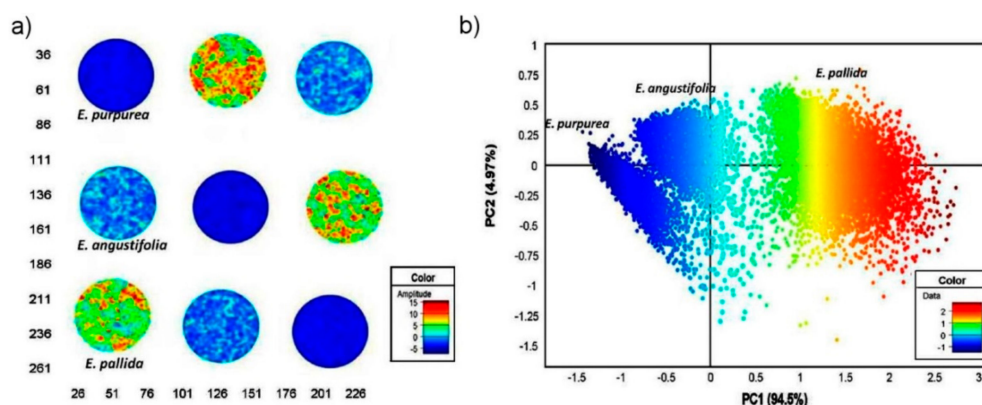 a)
36
61
E. purpurea
86
111
136
161
E. angustifolia
186
211
236
261
E. pallida
26 51 76 101 126 151 176 201 226
Color
Amplitude
15
10
5
0
-5
b)
1
0.75
0.5
0.25
0
-0.25
-0.5
-0.75
-1
-1.25
-1.5
PC2 (4.97%)
E. purpurea
E. angustifolia
E. pallida
-1.5 -1 -0.5 0 0.5 1 1.5 2 2.5 3
PC1 (94.5%)
Color
Data
2
1
0
-1